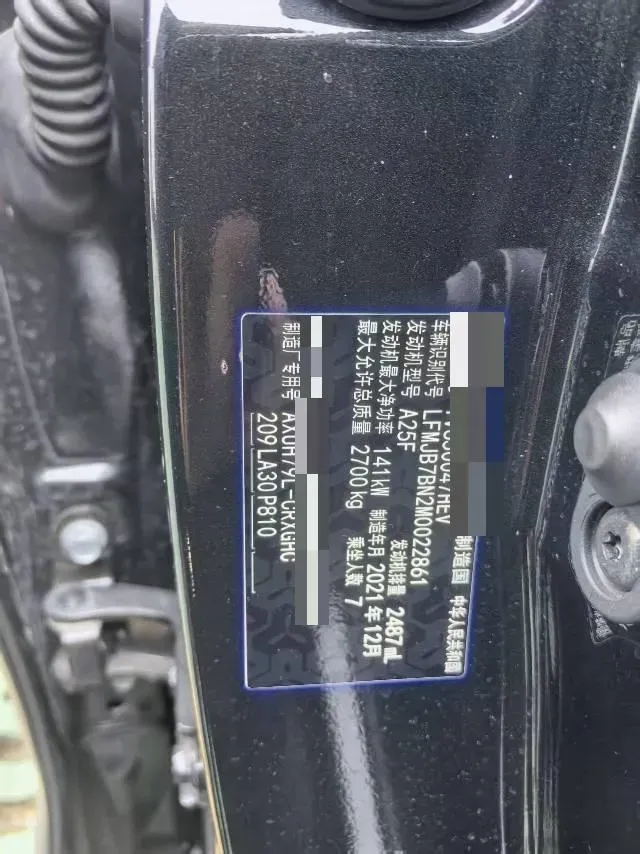 HEV 制造国 中华人民共和国
车辆识别代号 LFMJB7BN2M0022861
发动机型号 A25F 发动机排量 2487mL
发动机最大净功率 141kW 制造年月 2021年12月
最大允许总质量 2700kg 乘坐人数 7
制造厂专用号 AXUH79L-CRXGHC
209 LA30 P810